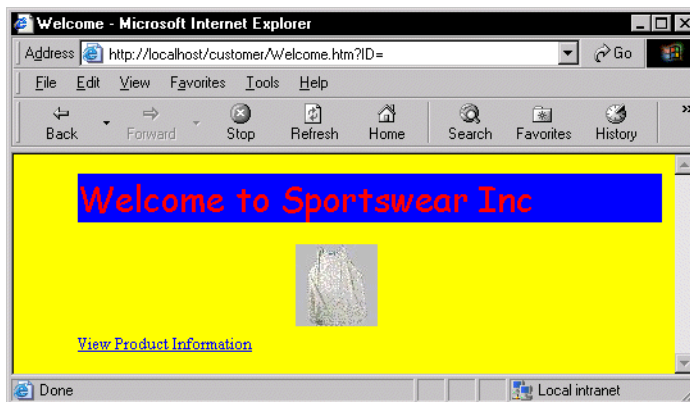 Welcome - Microsoft Internet Explorer
Address http://localhost/customer/Welcome.htm?ID= Go
File Edit View Favorites Tools Help
Back Forward Stop Refresh Home Search Favorites History »
Welcome to Sportswear Inc
View Product Information
Done Local intranet